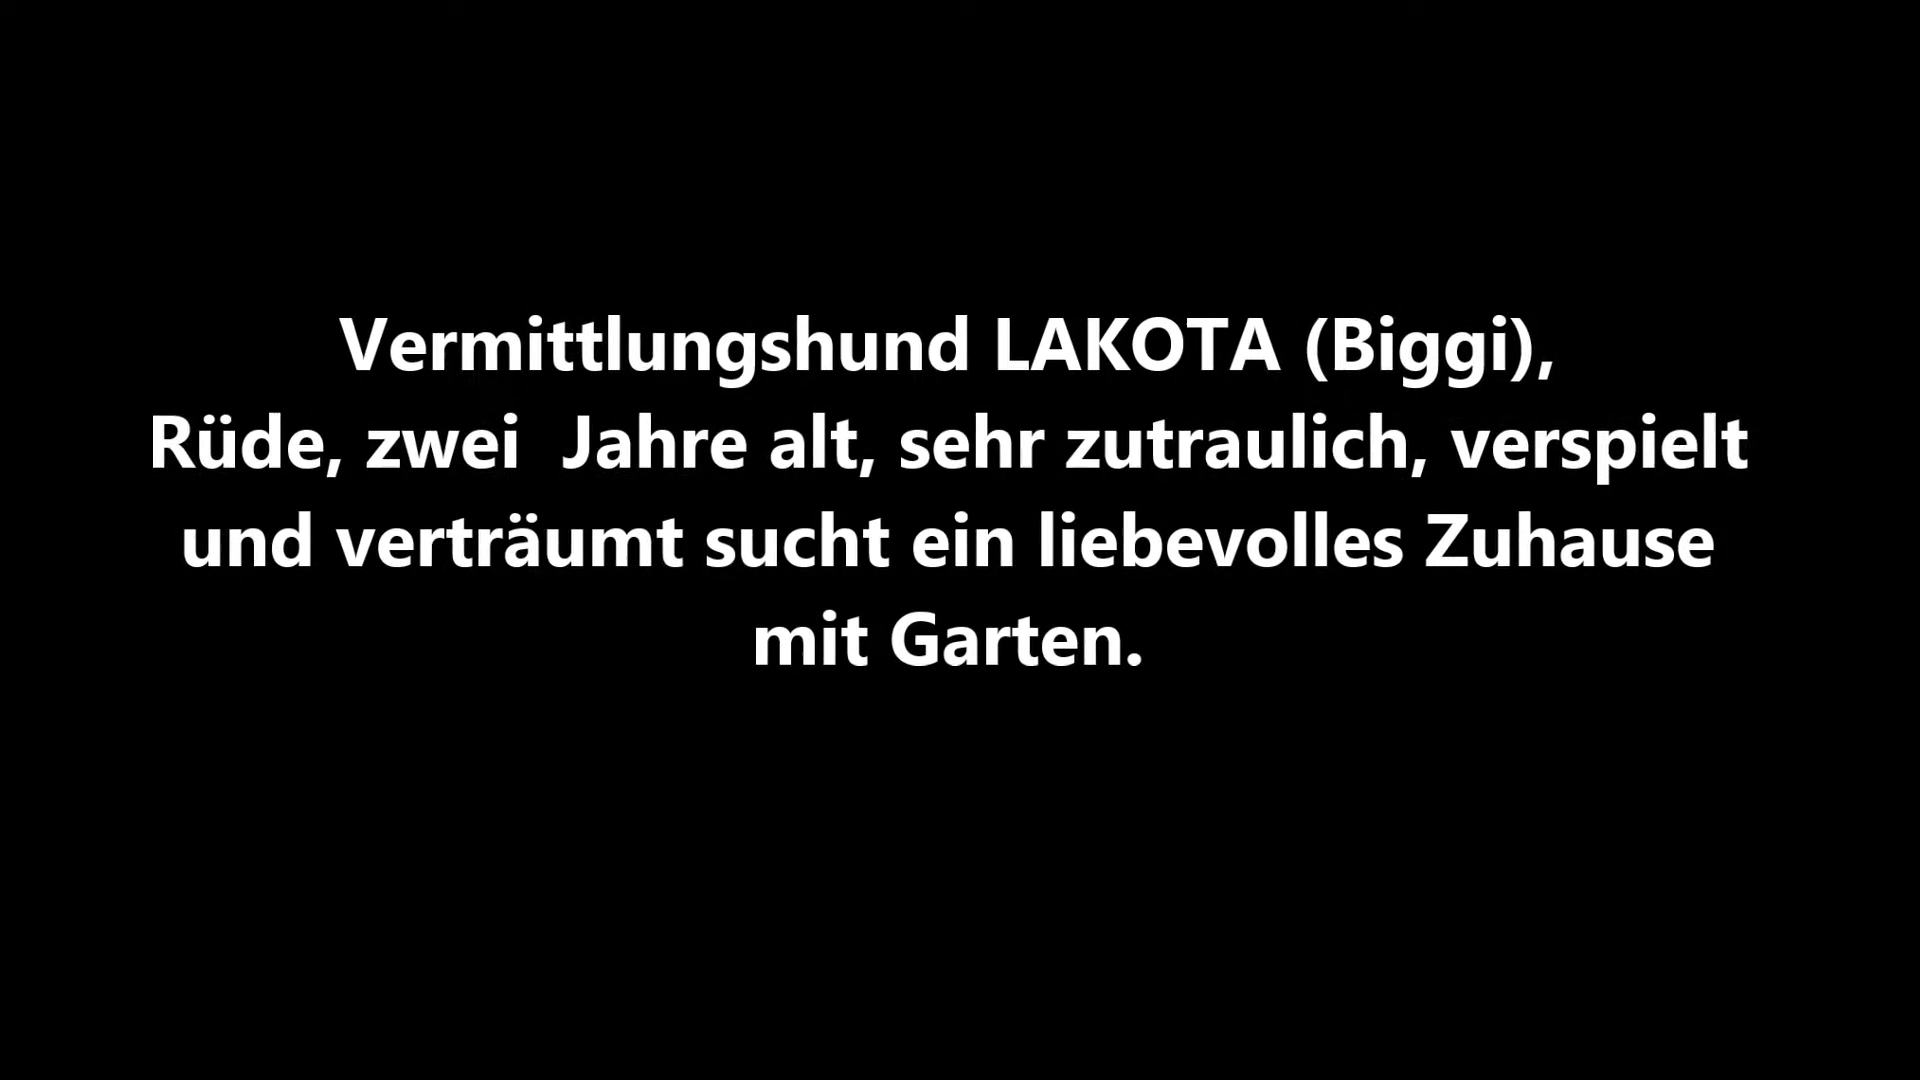 Vermittlungshund LAKOTA (Biggi),
Rüde, zwei  Jahre alt, sehr zutraulich, verspielt
und verträumt sucht ein liebevolles Zuhause
mit Garten.